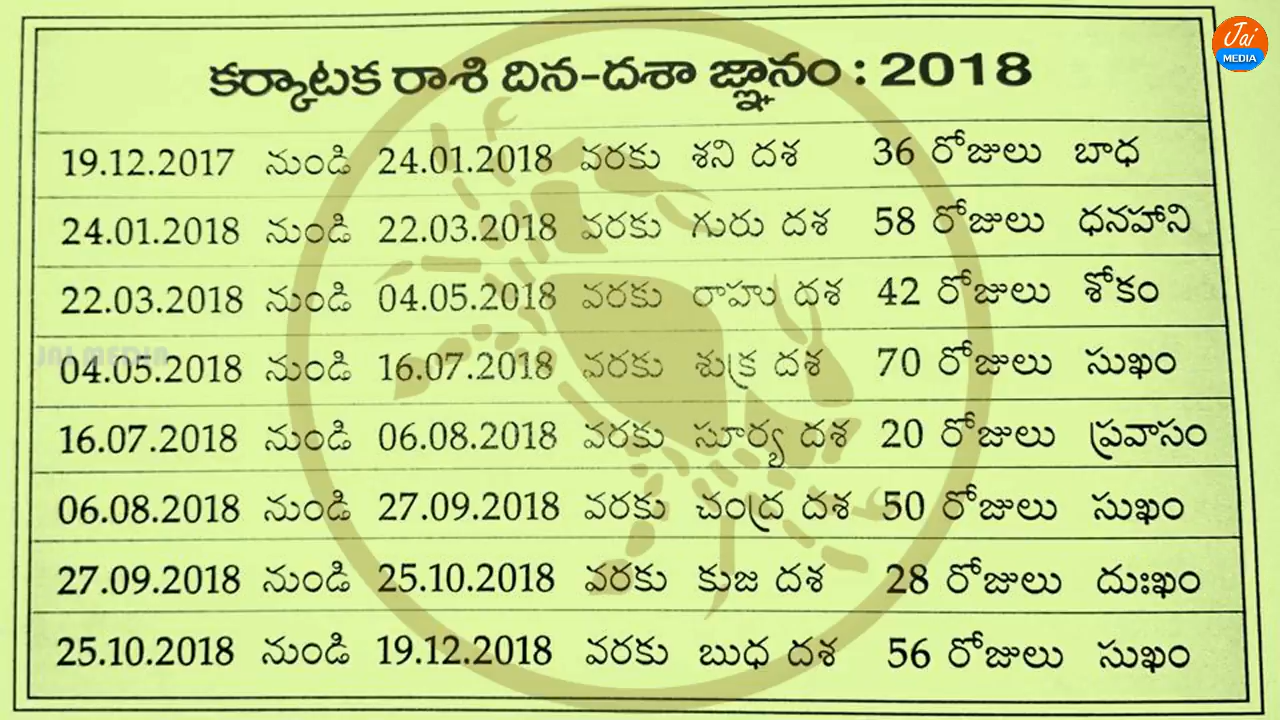 కర్కాటక రాశి దిన-దశా జ్ఞానం : 2018
Jai
MEDIA
19.12.2017 నుండి 24.01.2018 వరకు శని దశ 36 రోజులు బాధ
24.01.2018 నుండి 22.03.2018 వరకు గురు దశ 58 రోజులు ధనహాని
22.03.2018 నుండి 04.05.2018 వరకు రాహు దశ 42 రోజులు శోకం
JAI MEDIA
04.05.2018 నుండి 16.07.2018 వరకు శుక్ర దశ 70 రోజులు సుఖం
16.07.2018 నుండి 06.08.2018 వరకు సూర్య దశ 20 రోజులు ప్రవాసం
06.08.2018 నుండి 27.09.2018 వరకు చంద్ర దశ 50 రోజులు సుఖం
27.09.2018 నుండి 25.10.2018 వరకు కుజ దశ 28 రోజులు దుఃఖం
25.10.2018 నుండి 19.12.2018 వరకు బుధ దశ 56 రోజులు సుఖం